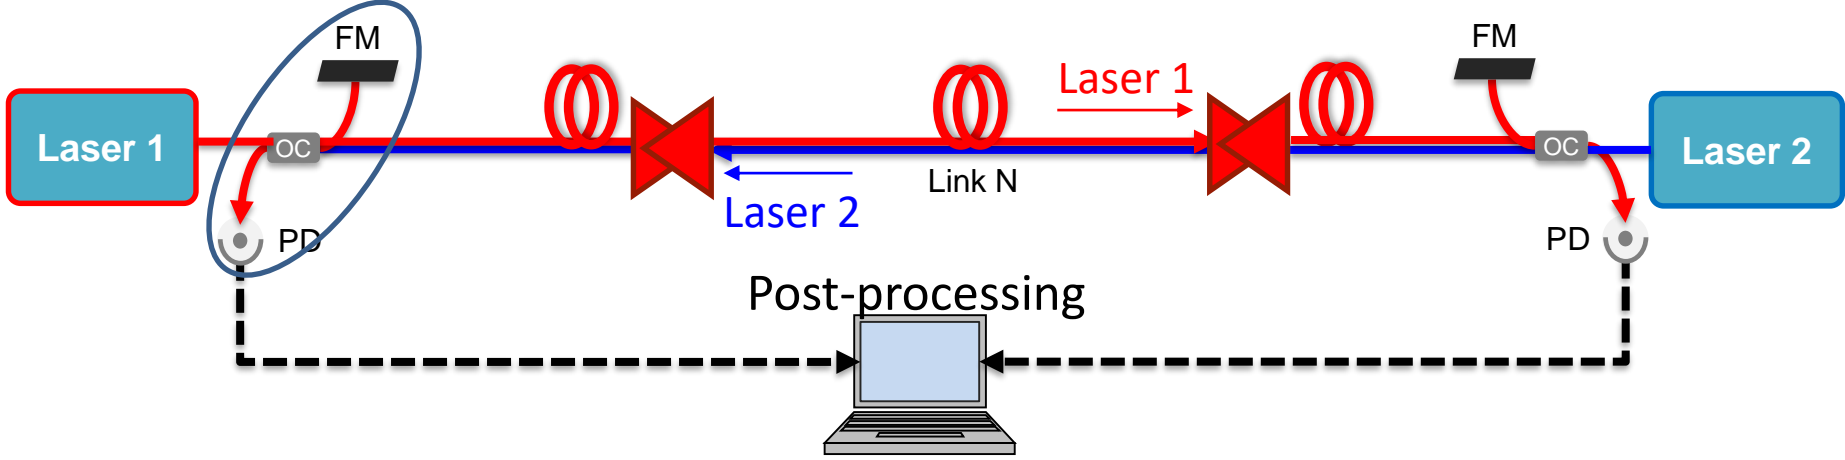 FM
FM
Laser 1
Laser 1
OC
OC
Laser 2
Link N
Laser 2
PD
PD
Post-processing